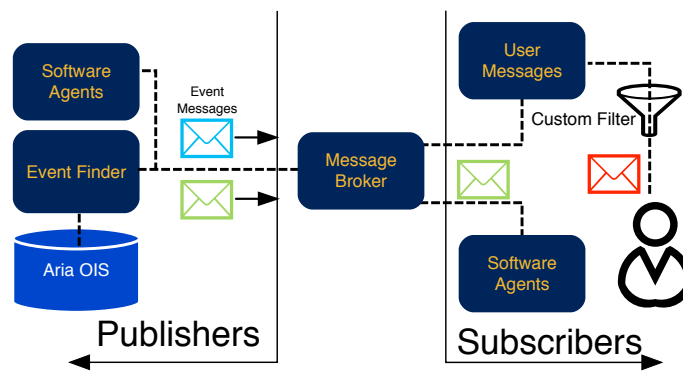 Software
Agents
Event
Messages
Event Finder
Aria OIS
Publishers
Message
Broker
User
Messages
Custom Filter
Software
Agents
Subscribers